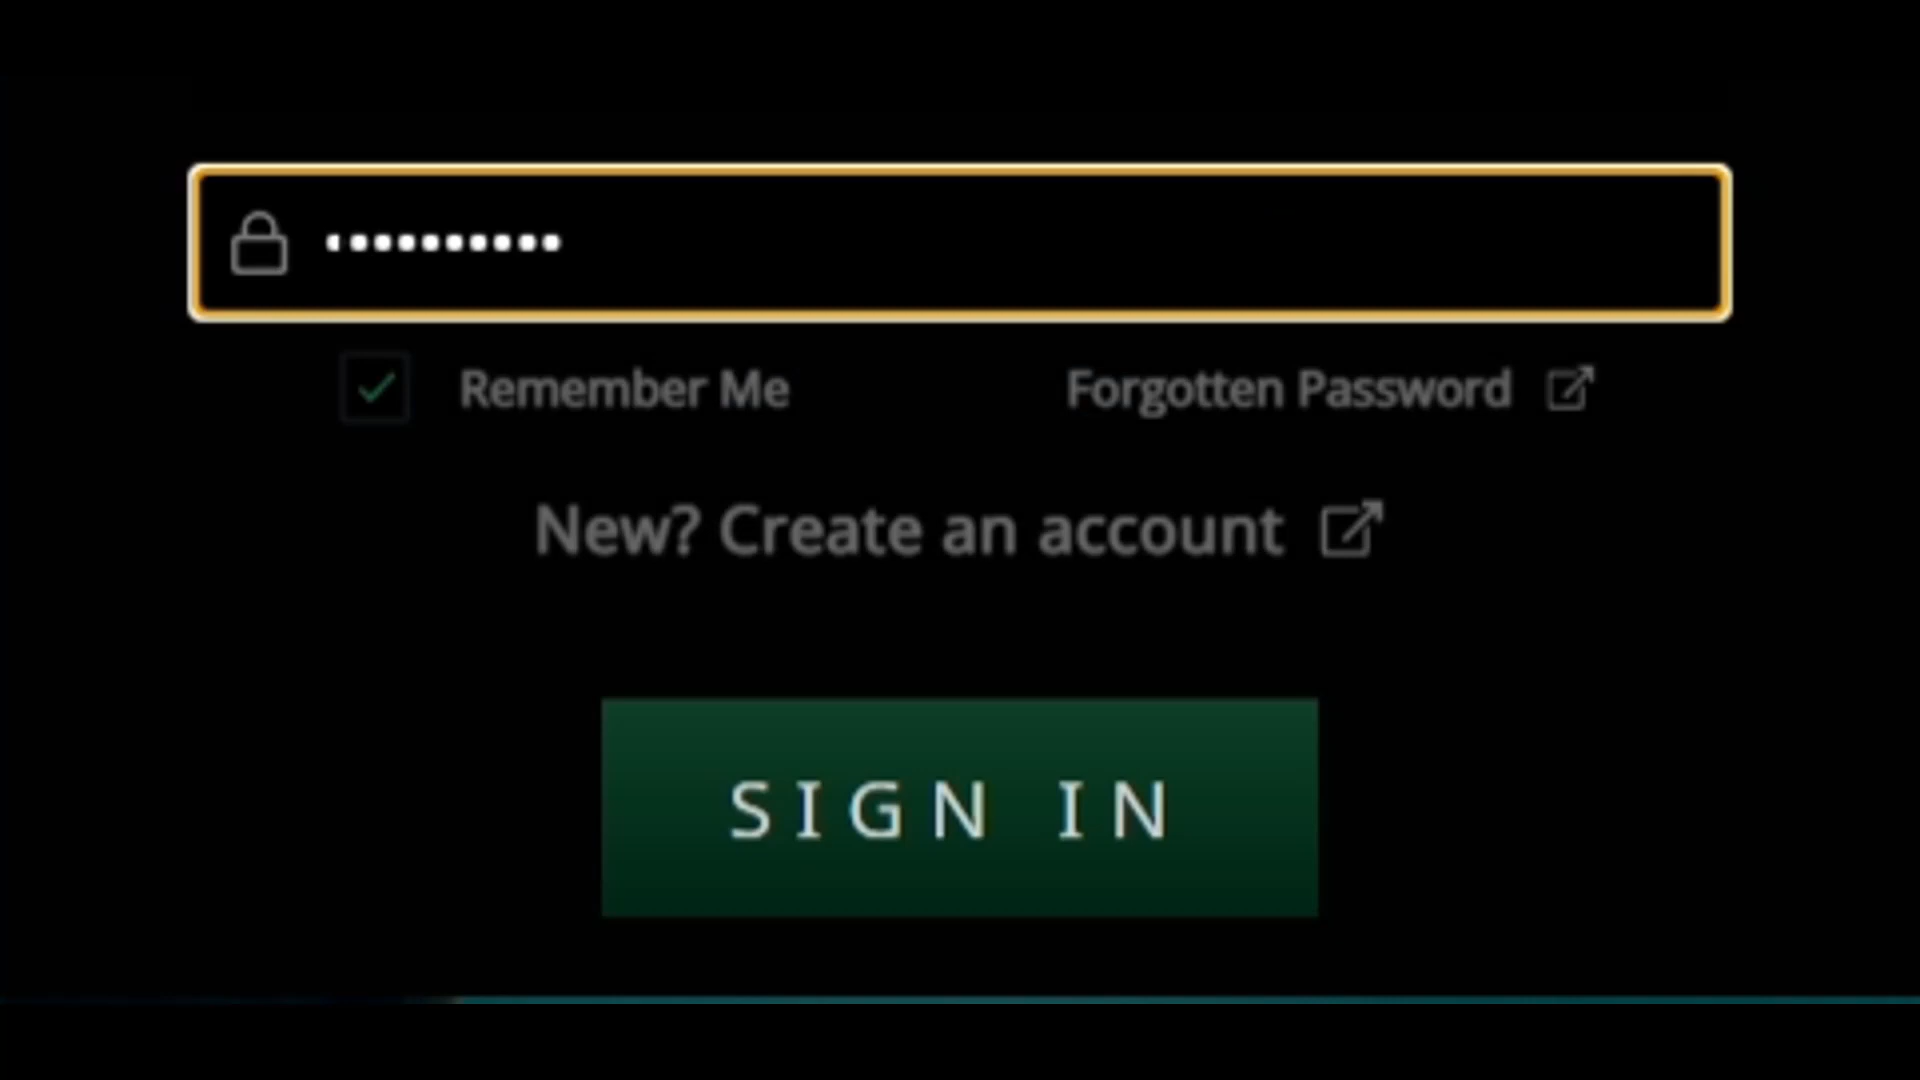 ••••••••••
Remember Me
Forgotten Password
New? Create an account
SIGN IN